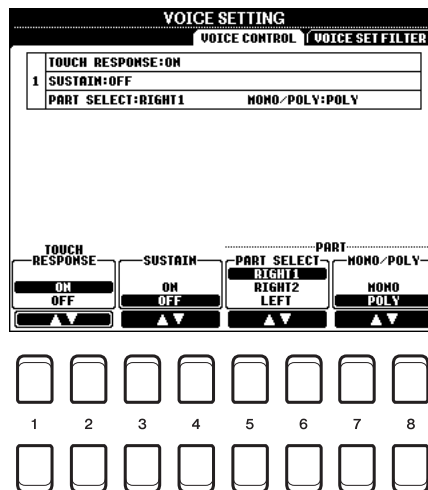 VOICE SETTING
VOICE CONTROL VOICE SET FILTER
TOUCH RESPONSE:ON
1 SUSTAIN:OFF
PART SELECT:RIGHT1 MONO/POLY:POLY
PART
TOUCH RESPONSE SUSTAIN PART SELECT MONO/POLY
RIGHT1
ON ON RIGHT2 MONO
OFF OFF LEFT POLY
1 2 3 4 5 6 7 8